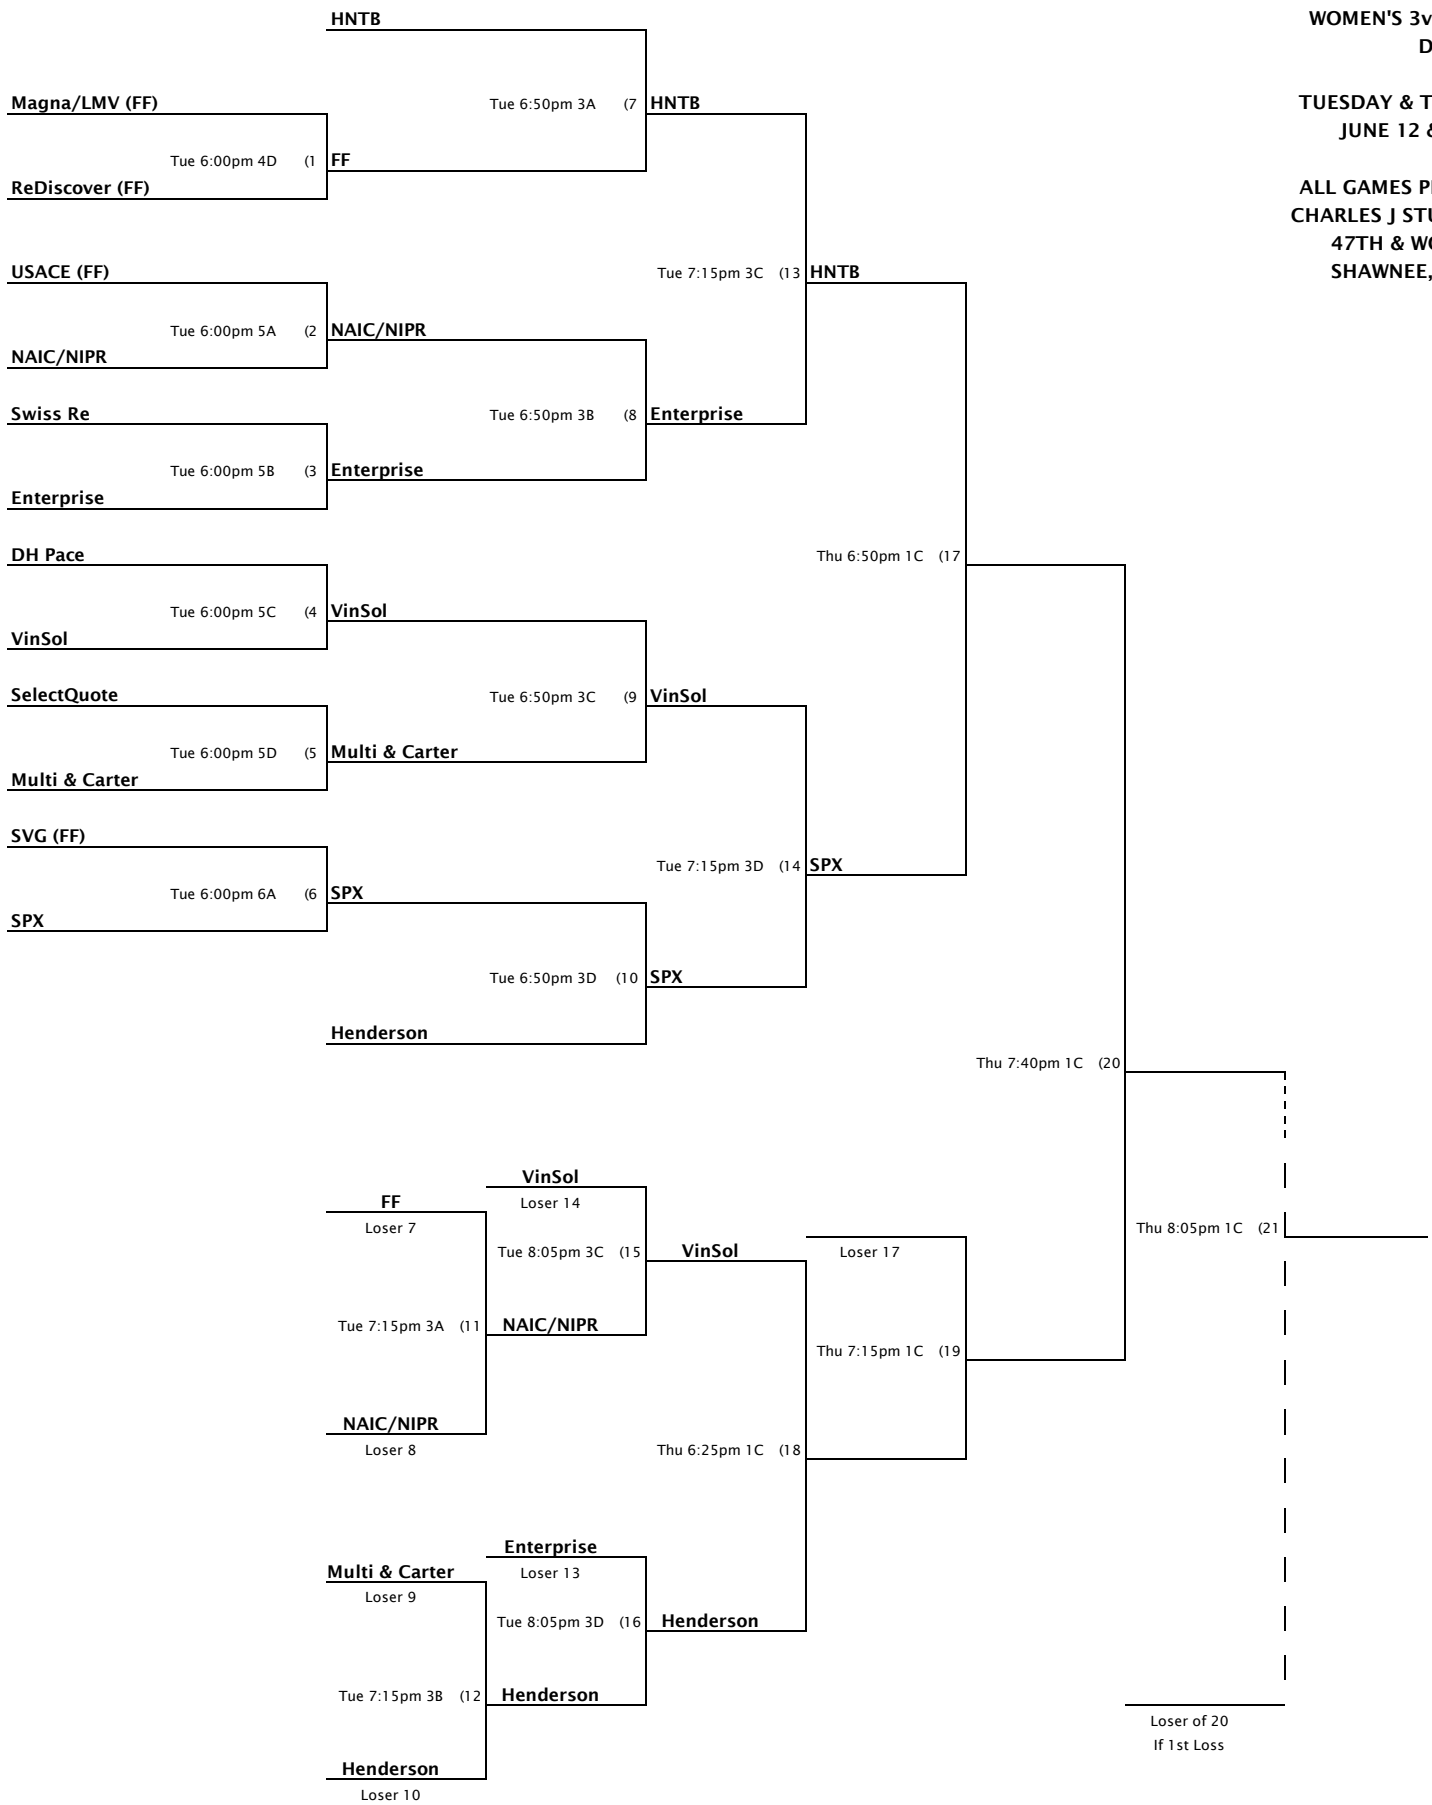 HNTB
WOMEN'S 3v
D
Magna/LMV (FF)
Tue 6:50pm 3A (7
HNTB
TUESDAY & T
JUNE 12 &
Tue 6:00pm 4D (1
FF
ReDiscover (FF)
ALL GAMES P
CHARLES J STU
47TH & WO
SHAWNEE,
USACE (FF)
Tue 7:15pm 3C (13
HNTB
Tue 6:00pm 5A (2
NAIC/NIPR
NAIC/NIPR
Swiss Re
Tue 6:50pm 3B (8
Enterprise
Tue 6:00pm 5B (3
Enterprise
Enterprise
DH Pace
Thu 6:50pm 1C (17
Tue 6:00pm 5C (4
VinSol
VinSol
SelectQuote
Tue 6:50pm 3C (9
VinSol
Tue 6:00pm 5D (5
Multi & Carter
Multi & Carter
SVG (FF)
Tue 7:15pm 3D (14
SPX
Tue 6:00pm 6A (6
SPX
SPX
Tue 6:50pm 3D (10
SPX
Henderson
Thu 7:40pm 1C (20
VinSol
Loser 14
FF
Loser 7
Thu 8:05pm 1C (21
Tue 8:05pm 3C (15
VinSol
Loser 17
Tue 7:15pm 3A (11
NAIC/NIPR
Thu 7:15pm 1C (19
NAIC/NIPR
Loser 8
Thu 6:25pm 1C (18
Enterprise
Loser 13
Multi & Carter
Loser 9
Tue 8:05pm 3D (16
Henderson
Tue 7:15pm 3B (12
Henderson
Loser of 20
If 1st Loss
Henderson
Loser 10